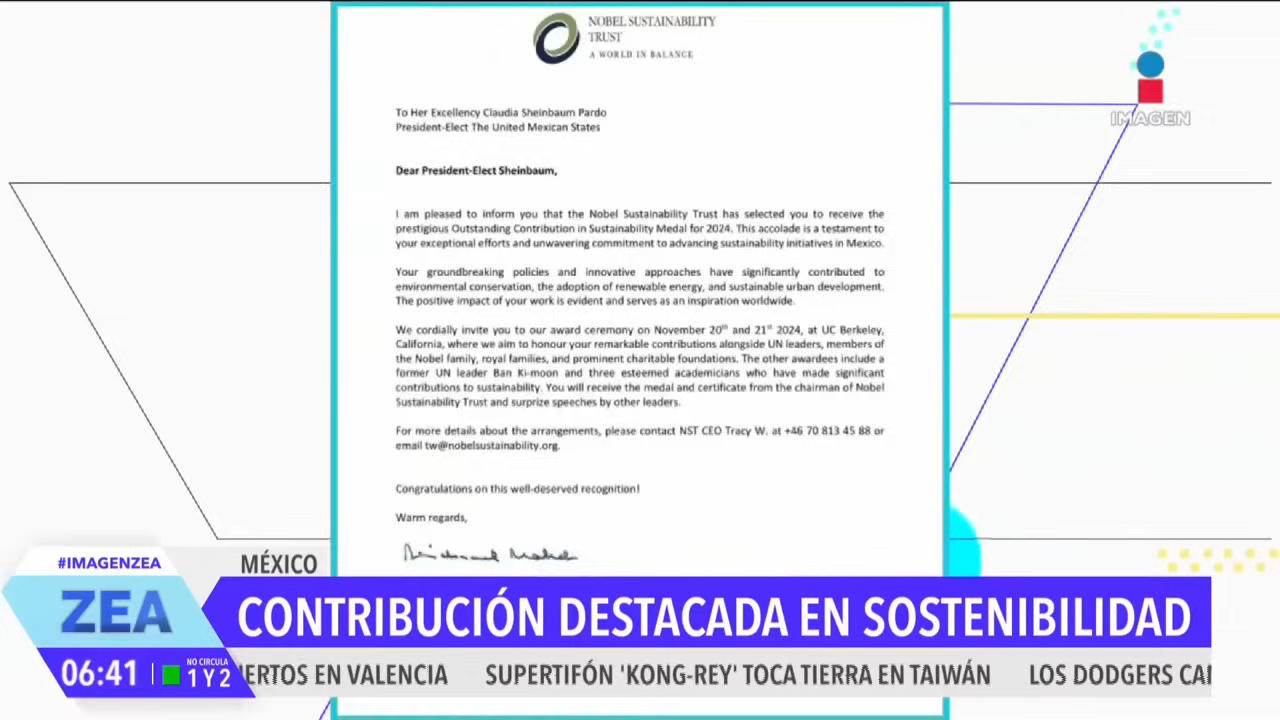 NOBEL SUSTAINABILITY
TRUST
A WORLD IN BALANCE
IMAGEN
To Her Excellency Claudia Sheinbaum Pardo
President-Elect The United Mexican States
Dear President-Elect Sheinbaum,
I am pleased to inform you that the Nobel Sustainability Trust has selected you to receive the
prestigious Outstanding Contribution in Sustainability Medal for 2024. This accolade is a testament to
your exceptional efforts and unwavering commitment to advancing sustainability initiatives in Mexico.
Your groundbreaking policies and innovative approaches have significantly contributed to
environmental conservation, the adoption of renewable energy, and sustainable urban development.
The positive impact of your work is evident and serves as an inspiration worldwide.
We cordially invite you to our award ceremony on November 20th and 21st 2024, at UC Berkeley,
California, where we aim to honour your remarkable contributions alongside UN leaders, members of
the Nobel family, royal families, and prominent charitable foundations. The other awardees include a
former UN leader Ban Ki-moon and three esteemed academicians who have made significant
contributions to sustainability. You will receive the medal and certificate from the chairman of Nobel
Sustainability Trust and surprize speeches by other leaders.
For more details about the arrangements, please contact NST CEO Tracy W. at +46 70 813 45 88 or
email tw@nobelsustainability.org.
Congratulations on this well-deserved recognition!
Warm regards,
#IMAGENZEA
MÉXICO
ZEA
CONTRIBUCIÓN DESTACADA EN SOSTENIBILIDAD
06:41
NO CIRCULA
1 Y 2
ERTOS EN VALENCIA SUPERTIFÓN 'KONG-REY' TOCA TIERRA EN TAIWÁN LOS DODGERS CA